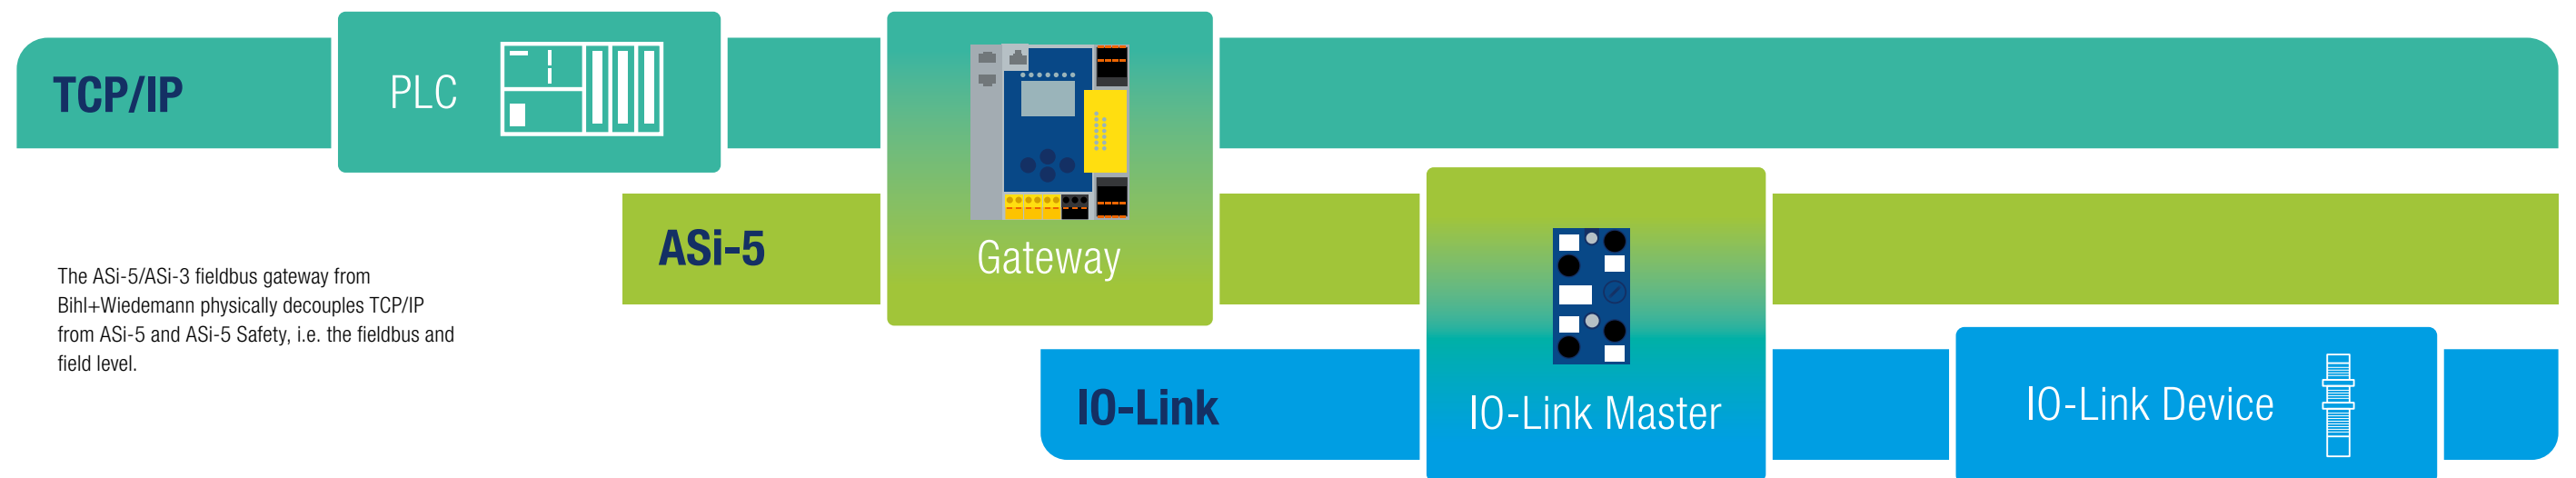 TCP/IP
PLC
Gateway
ASi-5
The ASi-5/ASi-3 fieldbus gateway from
Bihl+Wiedemann physically decouples TCP/IP
from ASi-5 and ASi-5 Safety, i.e. the fieldbus and
field level.
IO-Link
IO-Link Master
IO-Link Device